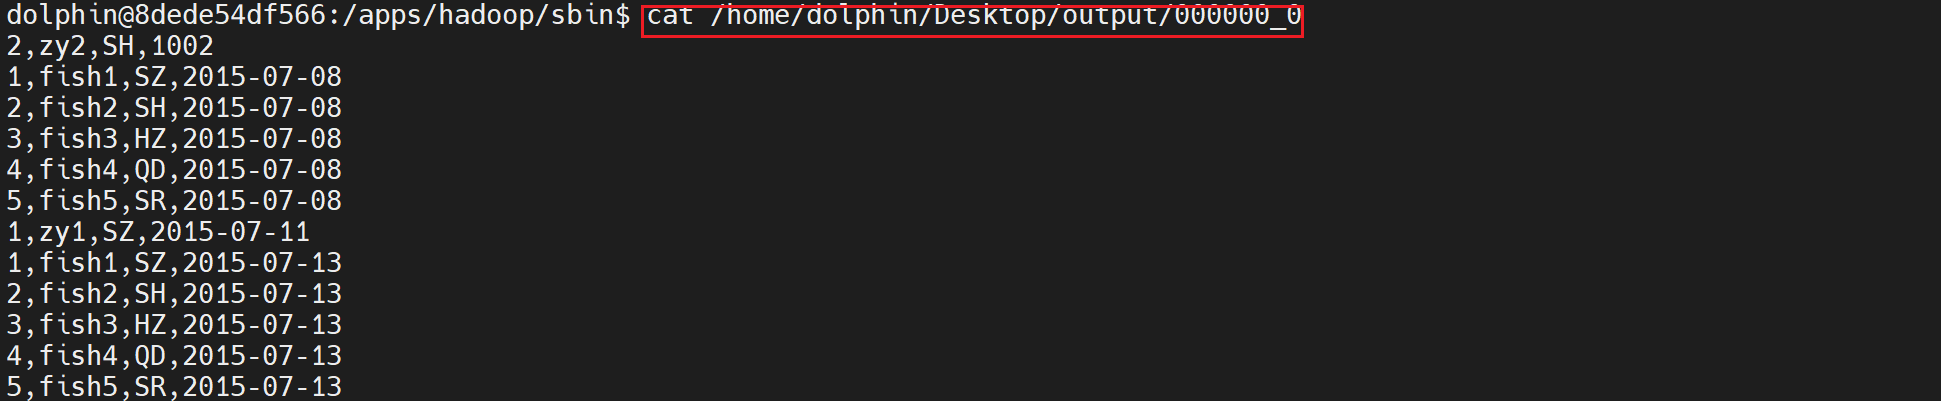 dolphin@8dede54df566:/apps/hadoop/sbin$ cat /home/dolphin/Desktop/output/000000_0
2,zy2,SH,1002
1,fish1,SZ,2015-07-08
2,fish2,SH,2015-07-08
3,fish3,HZ,2015-07-08
4,fish4,QD,2015-07-08
5,fish5,SR,2015-07-08
1,zy1,SZ,2015-07-11
1,fish1,SZ,2015-07-13
2,fish2,SH,2015-07-13
3,fish3,HZ,2015-07-13
4,fish4,QD,2015-07-13
5,fish5,SR,2015-07-13